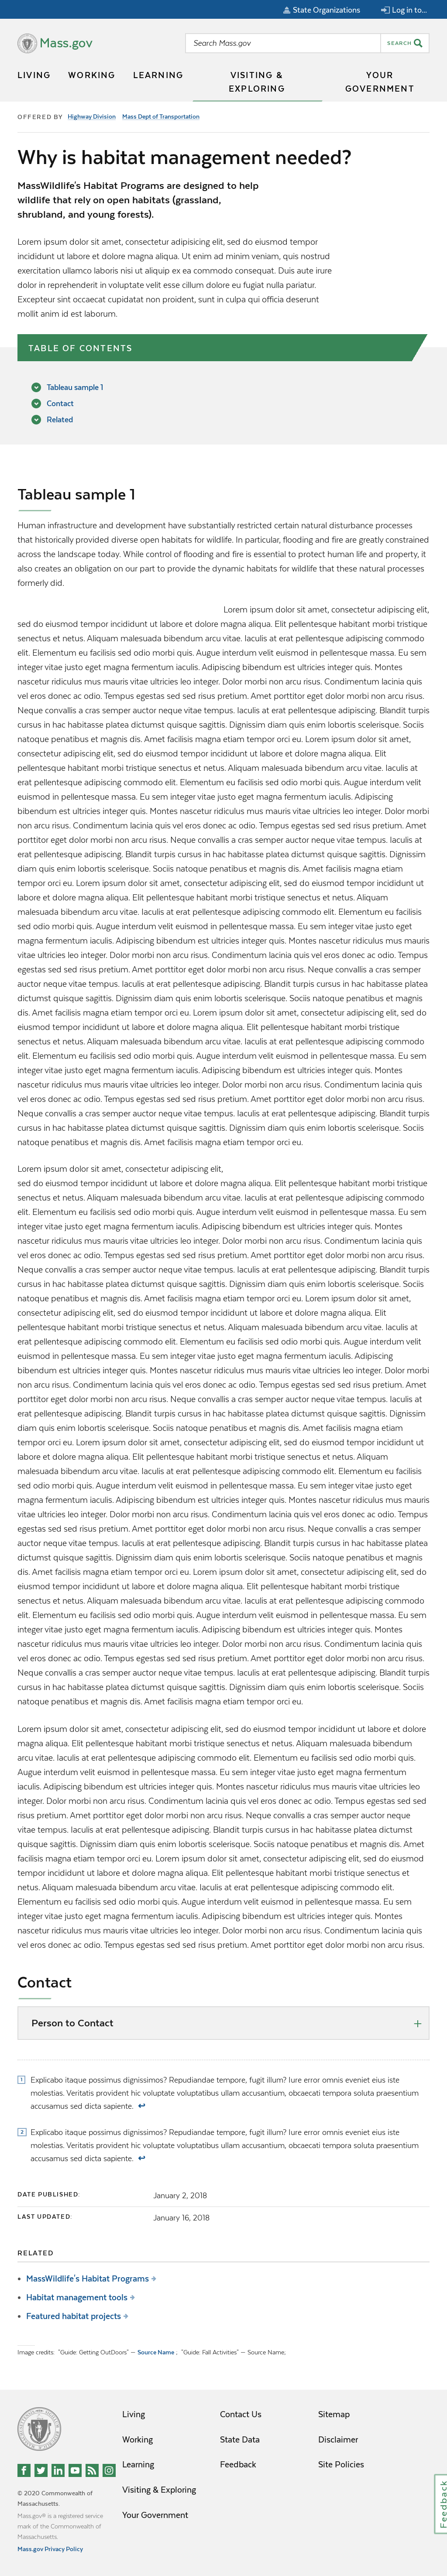 State Organizations
Log in to...
Mass.gov
Search Mass.gov
SEARCH
LIVING
WORKING
LEARNING
VISITING &
EXPLORING
YOUR
GOVERNMENT
OFFERED BY Highway Division Mass Dept of Transportation
Why is habitat management needed?
MassWildlife's Habitat Programs are designed to help
wildlife that rely on open habitats (grassland,
shrubland, and young forests).
Lorem ipsum dolor sit amet, consectetur adipisicing elit, sed do eiusmod tempor
incididunt ut labore et dolore magna aliqua. Ut enim ad minim veniam, quis nostrud
exercitation ullamco laboris nisi ut aliquip ex ea commodo consequat. Duis aute irure
dolor in reprehenderit in voluptate velit esse cillum dolore eu fugiat nulla pariatur.
Excepteur sint occaecat cupidatat non proident, sunt in culpa qui officia deserunt
mollit anim id est laborum.
TABLE OF CONTENTS
Tableau sample 1
Contact
Related
Tableau sample 1
Human infrastructure and development have substantially restricted certain natural disturbance processes
that historically provided diverse open habitats for wildlife. In particular, flooding and fire are greatly constrained
across the landscape today. While control of flooding and fire is essential to protect human life and property, it
also creates an obligation on our part to provide the dynamic habitats for wildlife that these natural processes
formerly did.
Lorem ipsum dolor sit amet, consectetur adipiscing elit,
sed do eiusmod tempor incididunt ut labore et dolore magna aliqua. Elit pellentesque habitant morbi tristique
senectus et netus. Aliquam malesuada bibendum arcu vitae. Iaculis at erat pellentesque adipiscing commodo
elit. Elementum eu facilisis sed odio morbi quis. Augue interdum velit euismod in pellentesque massa. Eu sem
integer vitae justo eget magna fermentum iaculis. Adipiscing bibendum est ultricies integer quis. Montes
nascetur ridiculus mus mauris vitae ultricies leo integer. Dolor morbi non arcu risus. Condimentum lacinia quis
vel eros donec ac odio. Tempus egestas sed sed risus pretium. Amet porttitor eget dolor morbi non arcu risus.
Neque convallis a cras semper auctor neque vitae tempus. Iaculis at erat pellentesque adipiscing. Blandit turpis
cursus in hac habitasse platea dictumst quisque sagittis. Dignissim diam quis enim lobortis scelerisque. Sociis
natoque penatibus et magnis dis. Amet facilisis magna etiam tempor orci eu. Lorem ipsum dolor sit amet,
consectetur adipiscing elit, sed do eiusmod tempor incididunt ut labore et dolore magna aliqua. Elit
pellentesque habitant morbi tristique senectus et netus. Aliquam malesuada bibendum arcu vitae. Iaculis at
erat pellentesque adipiscing commodo elit. Elementum eu facilisis sed odio morbi quis. Augue interdum velit
euismod in pellentesque massa. Eu sem integer vitae justo eget magna fermentum iaculis. Adipiscing
bibendum est ultricies integer quis. Montes nascetur ridiculus mus mauris vitae ultricies leo integer. Dolor morbi
non arcu risus. Condimentum lacinia quis vel eros donec ac odio. Tempus egestas sed sed risus pretium. Amet
porttitor eget dolor morbi non arcu risus. Neque convallis a cras semper auctor neque vitae tempus. Iaculis at
erat pellentesque adipiscing. Blandit turpis cursus in hac habitasse platea dictumst quisque sagittis. Dignissim
diam quis enim lobortis scelerisque. Sociis natoque penatibus et magnis dis. Amet facilisis magna etiam
tempor orci eu. Lorem ipsum dolor sit amet, consectetur adipiscing elit, sed do eiusmod tempor incididunt ut
labore et dolore magna aliqua. Elit pellentesque habitant morbi tristique senectus et netus. Aliquam
malesuada bibendum arcu vitae. Iaculis at erat pellentesque adipiscing commodo elit. Elementum eu facilisis
sed odio morbi quis. Augue interdum velit euismod in pellentesque massa. Eu sem integer vitae justo eget
magna fermentum iaculis. Adipiscing bibendum est ultricies integer quis. Montes nascetur ridiculus mus mauris
vitae ultricies leo integer. Dolor morbi non arcu risus. Condimentum lacinia quis vel eros donec ac odio. Tempus
egestas sed sed risus pretium. Amet porttitor eget dolor morbi non arcu risus. Neque convallis a cras semper
auctor neque vitae tempus. Iaculis at erat pellentesque adipiscing. Blandit turpis cursus in hac habitasse platea
dictumst quisque sagittis. Dignissim diam quis enim lobortis scelerisque. Sociis natoque penatibus et magnis
dis. Amet facilisis magna etiam tempor orci eu. Lorem ipsum dolor sit amet, consectetur adipiscing elit, sed do
eiusmod tempor incididunt ut labore et dolore magna aliqua. Elit pellentesque habitant morbi tristique
senectus et netus. Aliquam malesuada bibendum arcu vitae. Iaculis at erat pellentesque adipiscing commodo
elit. Elementum eu facilisis sed odio morbi quis. Augue interdum velit euismod in pellentesque massa. Eu sem
integer vitae justo eget magna fermentum iaculis. Adipiscing bibendum est ultricies integer quis. Montes
nascetur ridiculus mus mauris vitae ultricies leo integer. Dolor morbi non arcu risus. Condimentum lacinia quis
vel eros donec ac odio. Tempus egestas sed sed risus pretium. Amet porttitor eget dolor morbi non arcu risus.
Neque convallis a cras semper auctor neque vitae tempus. Iaculis at erat pellentesque adipiscing. Blandit turpis
cursus in hac habitasse platea dictumst quisque sagittis. Dignissim diam quis enim lobortis scelerisque. Sociis
natoque penatibus et magnis dis. Amet facilisis magna etiam tempor orci eu.
Lorem ipsum dolor sit amet, consectetur adipiscing elit,
sed do eiusmod tempor incididunt ut labore et dolore magna aliqua. Elit pellentesque habitant morbi tristique
senectus et netus. Aliquam malesuada bibendum arcu vitae. Iaculis at erat pellentesque adipiscing commodo
elit. Elementum eu facilisis sed odio morbi quis. Augue interdum velit euismod in pellentesque massa. Eu sem
integer vitae justo eget magna fermentum iaculis. Adipiscing bibendum est ultricies integer quis. Montes
nascetur ridiculus mus mauris vitae ultricies leo integer. Dolor morbi non arcu risus. Condimentum lacinia quis
vel eros donec ac odio. Tempus egestas sed sed risus pretium. Amet porttitor eget dolor morbi non arcu risus.
Neque convallis a cras semper auctor neque vitae tempus. Iaculis at erat pellentesque adipiscing. Blandit turpis
cursus in hac habitasse platea dictumst quisque sagittis. Dignissim diam quis enim lobortis scelerisque. Sociis
natoque penatibus et magnis dis. Amet facilisis magna etiam tempor orci eu. Lorem ipsum dolor sit amet,
consectetur adipiscing elit, sed do eiusmod tempor incididunt ut labore et dolore magna aliqua. Elit
pellentesque habitant morbi tristique senectus et netus. Aliquam malesuada bibendum arcu vitae. Iaculis at
erat pellentesque adipiscing commodo elit. Elementum eu facilisis sed odio morbi quis. Augue interdum velit
euismod in pellentesque massa. Eu sem integer vitae justo eget magna fermentum iaculis. Adipiscing
bibendum est ultricies integer quis. Montes nascetur ridiculus mus mauris vitae ultricies leo integer. Dolor morbi
non arcu risus. Condimentum lacinia quis vel eros donec ac odio. Tempus egestas sed sed risus pretium. Amet
porttitor eget dolor morbi non arcu risus. Neque convallis a cras semper auctor neque vitae tempus. Iaculis at
erat pellentesque adipiscing. Blandit turpis cursus in hac habitasse platea dictumst quisque sagittis. Dignissim
diam quis enim lobortis scelerisque. Sociis natoque penatibus et magnis dis. Amet facilisis magna etiam
tempor orci eu. Lorem ipsum dolor sit amet, consectetur adipiscing elit, sed do eiusmod tempor incididunt ut
labore et dolore magna aliqua. Elit pellentesque habitant morbi tristique senectus et netus. Aliquam
malesuada bibendum arcu vitae. Iaculis at erat pellentesque adipiscing commodo elit. Elementum eu facilisis
sed odio morbi quis. Augue interdum velit euismod in pellentesque massa. Eu sem integer vitae justo eget
magna fermentum iaculis. Adipiscing bibendum est ultricies integer quis. Montes nascetur ridiculus mus mauris
vitae ultricies leo integer. Dolor morbi non arcu risus. Condimentum lacinia quis vel eros donec ac odio. Tempus
egestas sed sed risus pretium. Amet porttitor eget dolor morbi non arcu risus. Neque convallis a cras semper
auctor neque vitae tempus. Iaculis at erat pellentesque adipiscing. Blandit turpis cursus in hac habitasse platea
dictumst quisque sagittis. Dignissim diam quis enim lobortis scelerisque. Sociis natoque penatibus et magnis
dis. Amet facilisis magna etiam tempor orci eu. Lorem ipsum dolor sit amet, consectetur adipiscing elit, sed do
eiusmod tempor incididunt ut labore et dolore magna aliqua. Elit pellentesque habitant morbi tristique
senectus et netus. Aliquam malesuada bibendum arcu vitae. Iaculis at erat pellentesque adipiscing commodo
elit. Elementum eu facilisis sed odio morbi quis. Augue interdum velit euismod in pellentesque massa. Eu sem
integer vitae justo eget magna fermentum iaculis. Adipiscing bibendum est ultricies integer quis. Montes
nascetur ridiculus mus mauris vitae ultricies leo integer. Dolor morbi non arcu risus. Condimentum lacinia quis
vel eros donec ac odio. Tempus egestas sed sed risus pretium. Amet porttitor eget dolor morbi non arcu risus.
Neque convallis a cras semper auctor neque vitae tempus. Iaculis at erat pellentesque adipiscing. Blandit turpis
cursus in hac habitasse platea dictumst quisque sagittis. Dignissim diam quis enim lobortis scelerisque. Sociis
natoque penatibus et magnis dis. Amet facilisis magna etiam tempor orci eu.
Lorem ipsum dolor sit amet, consectetur adipiscing elit, sed do eiusmod tempor incididunt ut labore et dolore
magna aliqua. Elit pellentesque habitant morbi tristique senectus et netus. Aliquam malesuada bibendum
arcu vitae. Iaculis at erat pellentesque adipiscing commodo elit. Elementum eu facilisis sed odio morbi quis.
Augue interdum velit euismod in pellentesque massa. Eu sem integer vitae justo eget magna fermentum
iaculis. Adipiscing bibendum est ultricies integer quis. Montes nascetur ridiculus mus mauris vitae ultricies leo
integer. Dolor morbi non arcu risus. Condimentum lacinia quis vel eros donec ac odio. Tempus egestas sed sed
risus pretium. Amet porttitor eget dolor morbi non arcu risus. Neque convallis a cras semper auctor neque vitae
tempus. Iaculis at erat pellentesque adipiscing. Blandit turpis cursus in hac habitasse platea dictumst quisque
quisque sagittis. Dignissim diam quis enim lobortis scelerisque. Sociis natoque penatibus et magnis dis. Amet
facilisis magna etiam tempor orci eu. Lorem ipsum dolor sit amet, consectetur adipiscing elit, sed do eiusmod
tempor incididunt ut labore et dolore magna aliqua. Elit pellentesque habitant morbi tristique senectus et
netus. Aliquam malesuada bibendum arcu vitae. Iaculis at erat pellentesque adipiscing commodo elit.
Elementum eu facilisis sed odio morbi quis. Augue interdum velit euismod in pellentesque massa. Eu sem
integer vitae justo eget magna fermentum iaculis. Adipiscing bibendum est ultricies integer quis. Montes
nascetur ridiculus mus mauris vitae ultricies leo integer. Dolor morbi non arcu risus. Condimentum lacinia quis
vel eros donec ac odio. Tempus egestas sed sed risus pretium. Amet porttitor eget dolor morbi non arcu risus.
Contact
Person to Contact
1 Explicabo itaque possimus dignissimos? Repudiandae tempore, fugit illum? Iure error omnis eveniet eius iste
molestias. Veritatis provident hic voluptate voluptatibus ullam accusantium, obcaecati tempora soluta praesentium
accusamus sed dicta sapiente. ↩
2 Explicabo itaque possimus dignissimos? Repudiandae tempore, fugit illum? Iure error omnis eveniet eius iste
molestias. Veritatis provident hic voluptate voluptatibus ullam accusantium, obcaecati tempora soluta praesentium
accusamus sed dicta sapiente. ↩
DATE PUBLISHED: January 2, 2018
LAST UPDATED: January 16, 2018
RELATED
MassWildlife's Habitat Programs
Habitat management tools
Featured habitat projects
Image credits: "Guide: Getting OutDoors" — Source Name ; "Guide: Fall Activities" — Source Name;
Living
Working
Learning
Visiting & Exploring
Your Government
Contact Us
State Data
Feedback
Sitemap
Disclaimer
Site Policies
© 2020 Commonwealth of
Massachusetts.
Mass.gov® is a registered service
mark of the Commonwealth of
Massachusetts.
Mass.gov Privacy Policy
Feedback